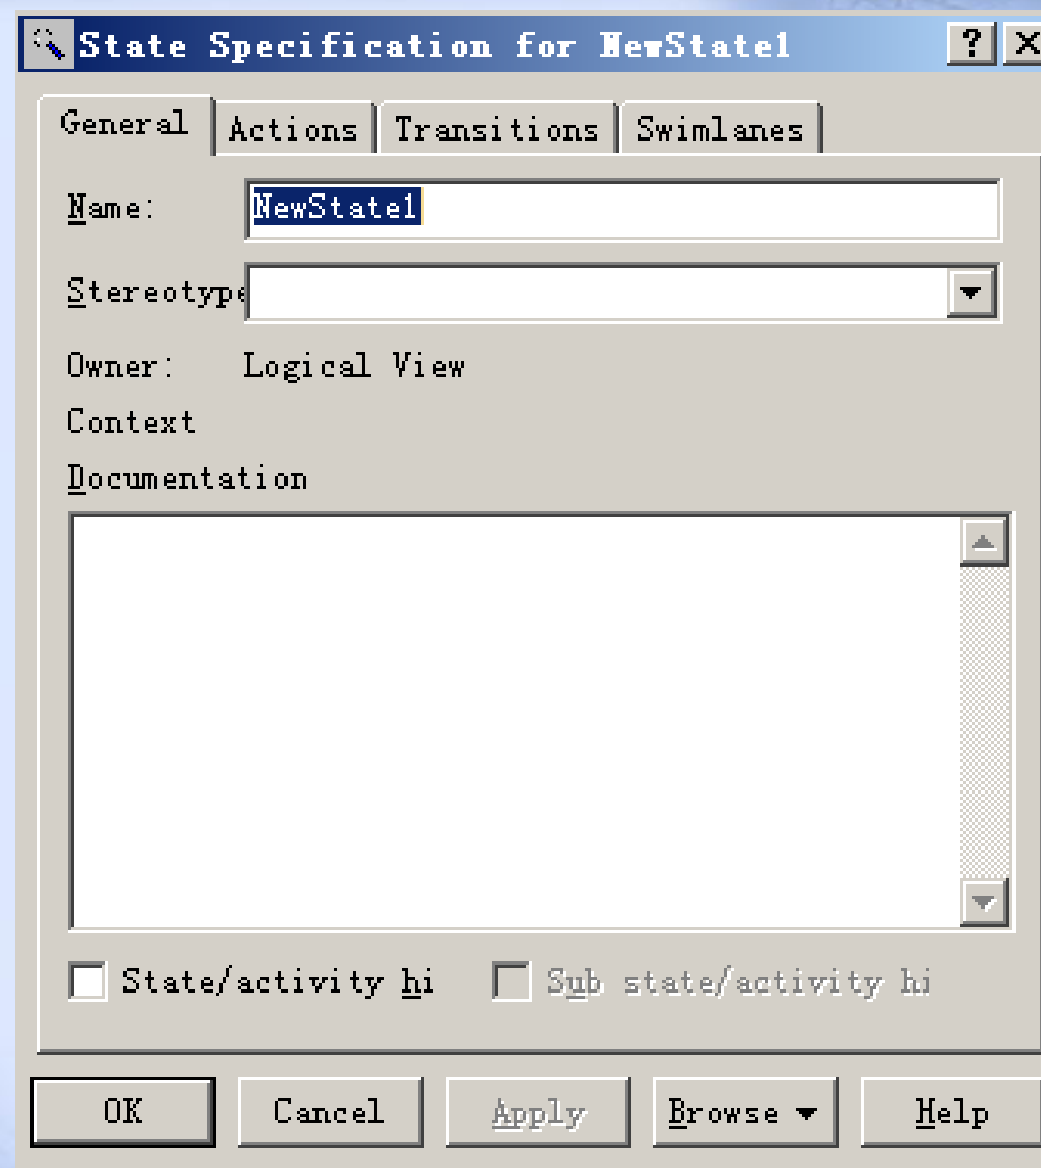 State Specification for NewState1
General Actions Transitions Swimlanes
Name: NewState1
Stereotype
Owner: Logical View
Context
Documentation
State/activity hi Sub state/activity hi
OK Cancel Apply Browse Help